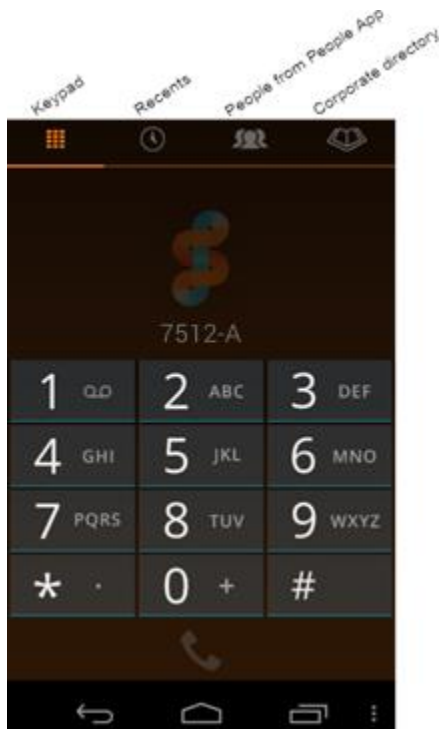 Keypad
Recents
People from People App
Corporate directory
7512-A
1
2 ABC
3 DEF
4 GHI
5 JKL
6 MNO
7 PQRS
8 TUV
9 WXYZ
* .
0 +
#